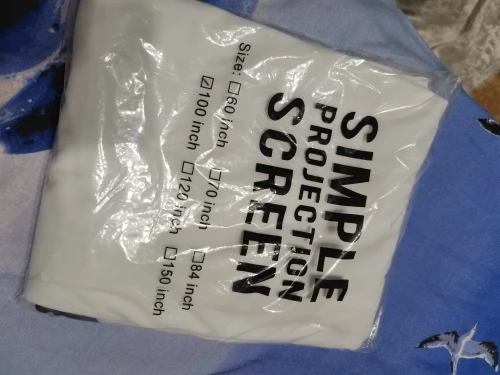 SIMPLE
PROJECTION
SCREEN
Size: ☐60 inch ☐70 inch ☐84 inch
☑100 inch ☐120 inch ☐150 inch